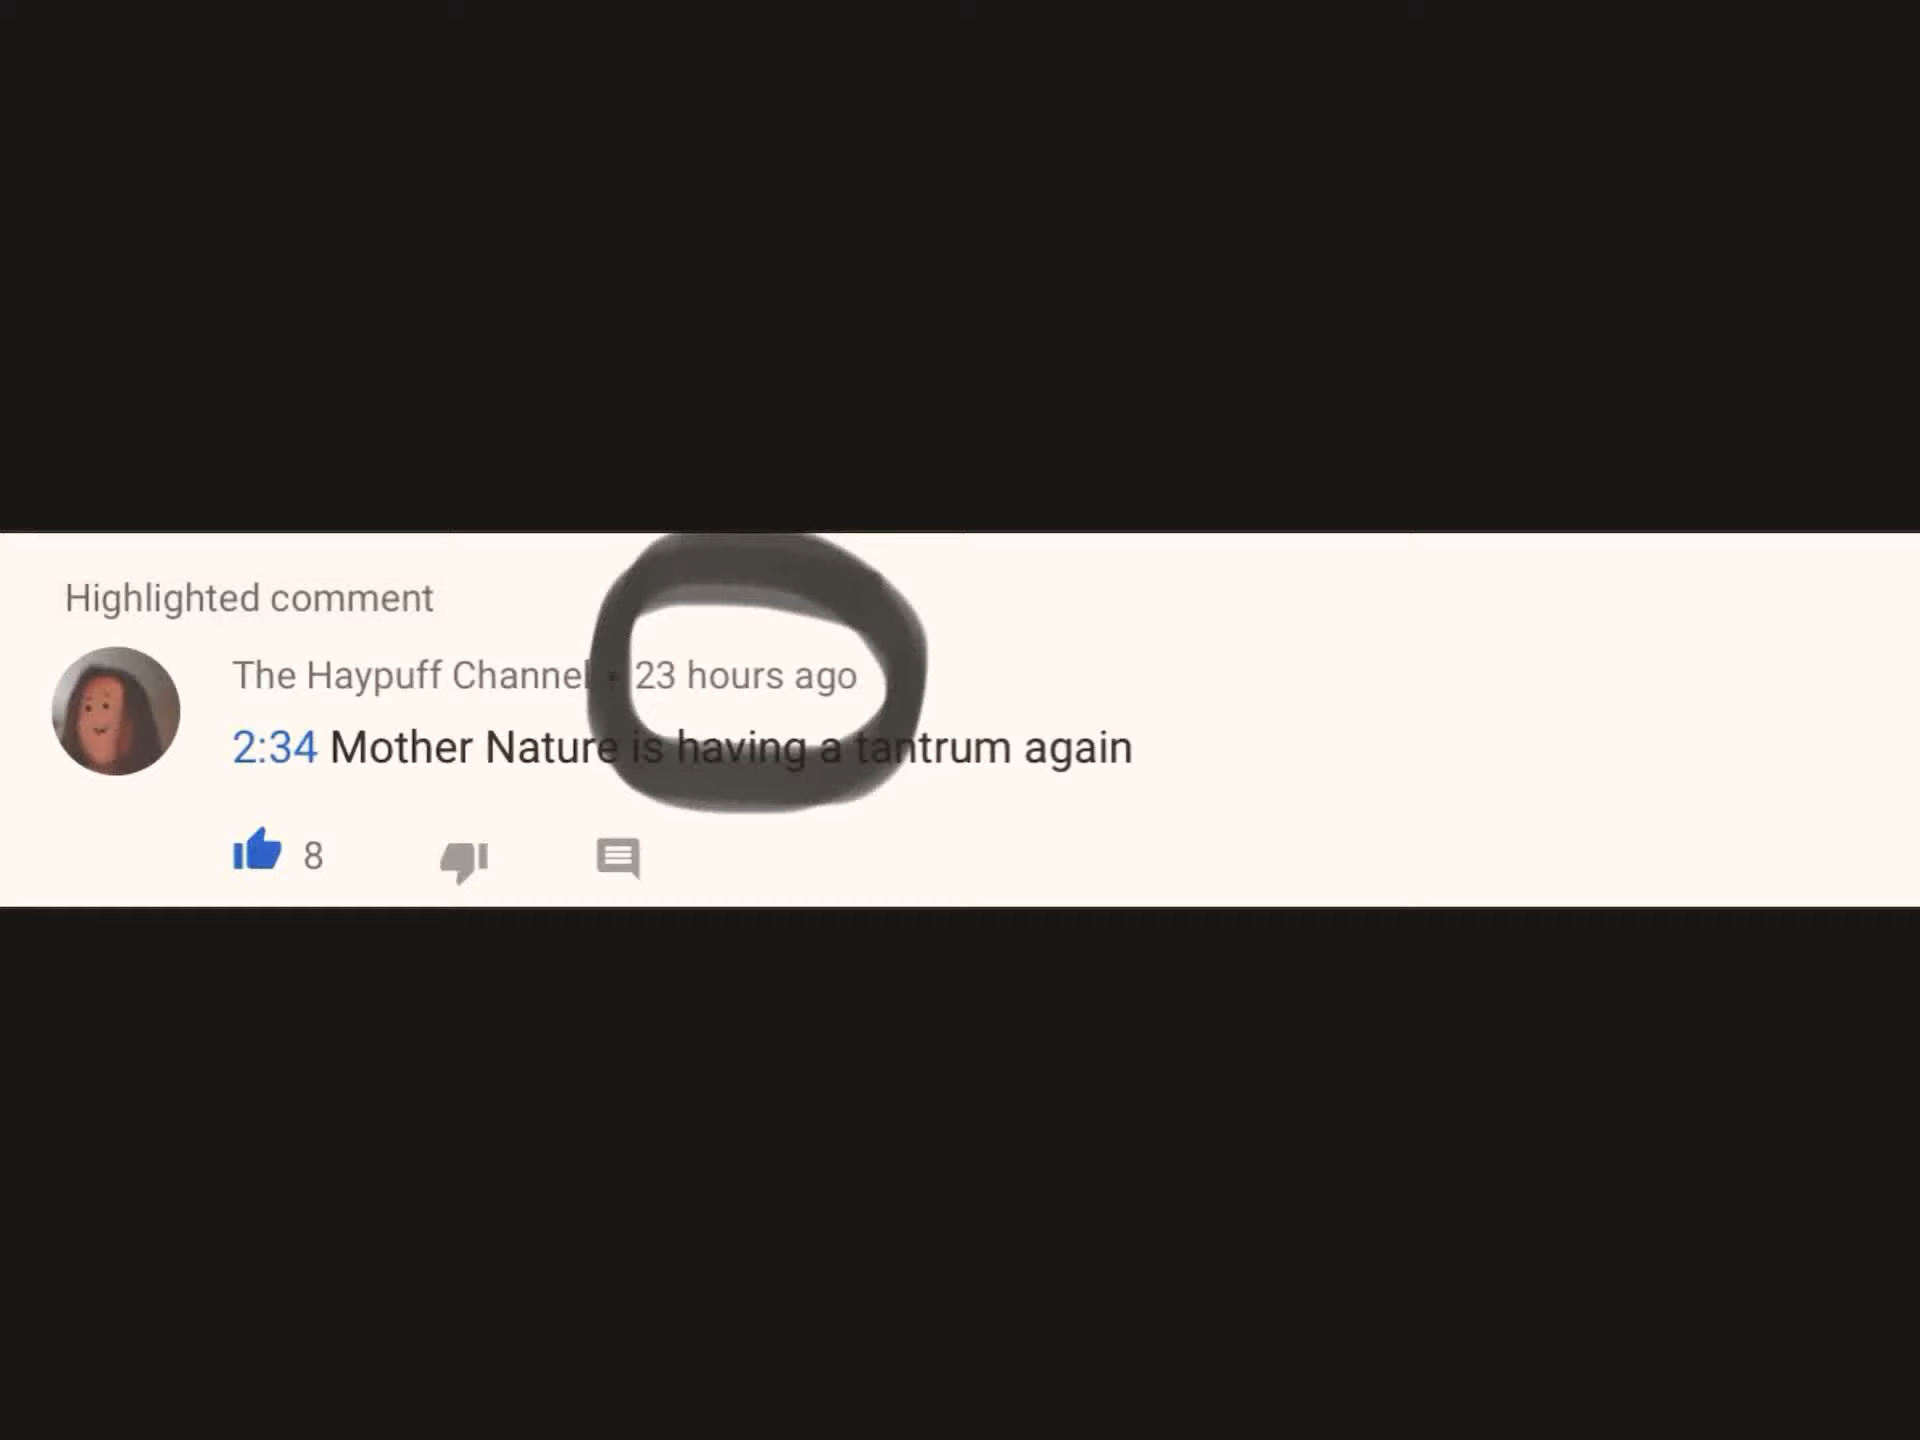 Highlighted comment
The Haypuff Channel • 23 hours ago
2:34 Mother Nature is having a tantrum again
8